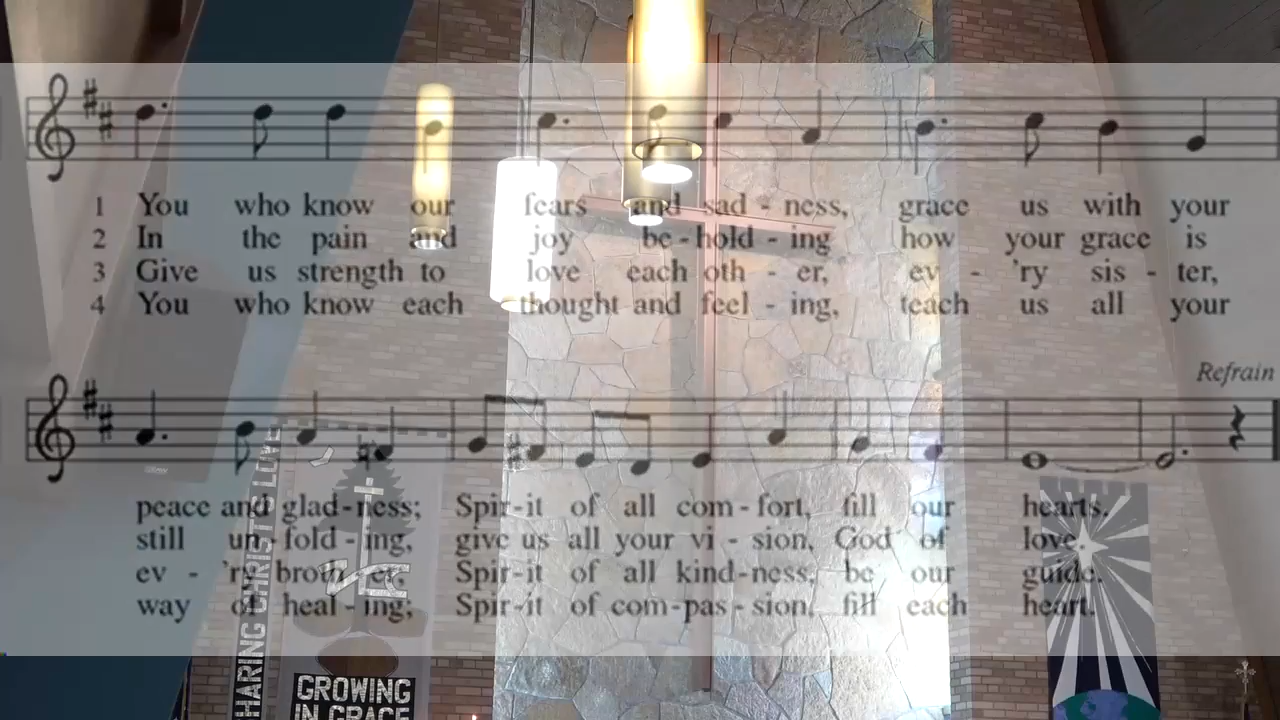 1 You who know our fears and sad - ness, grace us with your
2 In the pain and joy be - hold - ing how your grace is
3 Give us strength to love each oth - er, ev - 'ry sis - ter,
4 You who know each thought and feel - ing, teach us all your
Refrain
peace and glad - ness; Spir - it of all com - fort, fill our hearts.
still un - fold - ing, give us all your vi - sion, God of love.
ev - 'ry broth - er, Spir - it of all kind - ness, be our guide.
way of heal - ing; Spir - it of com - pas - sion, fill each heart.
HARING CHRIST'S LOVE
GROWING
IN GRACE